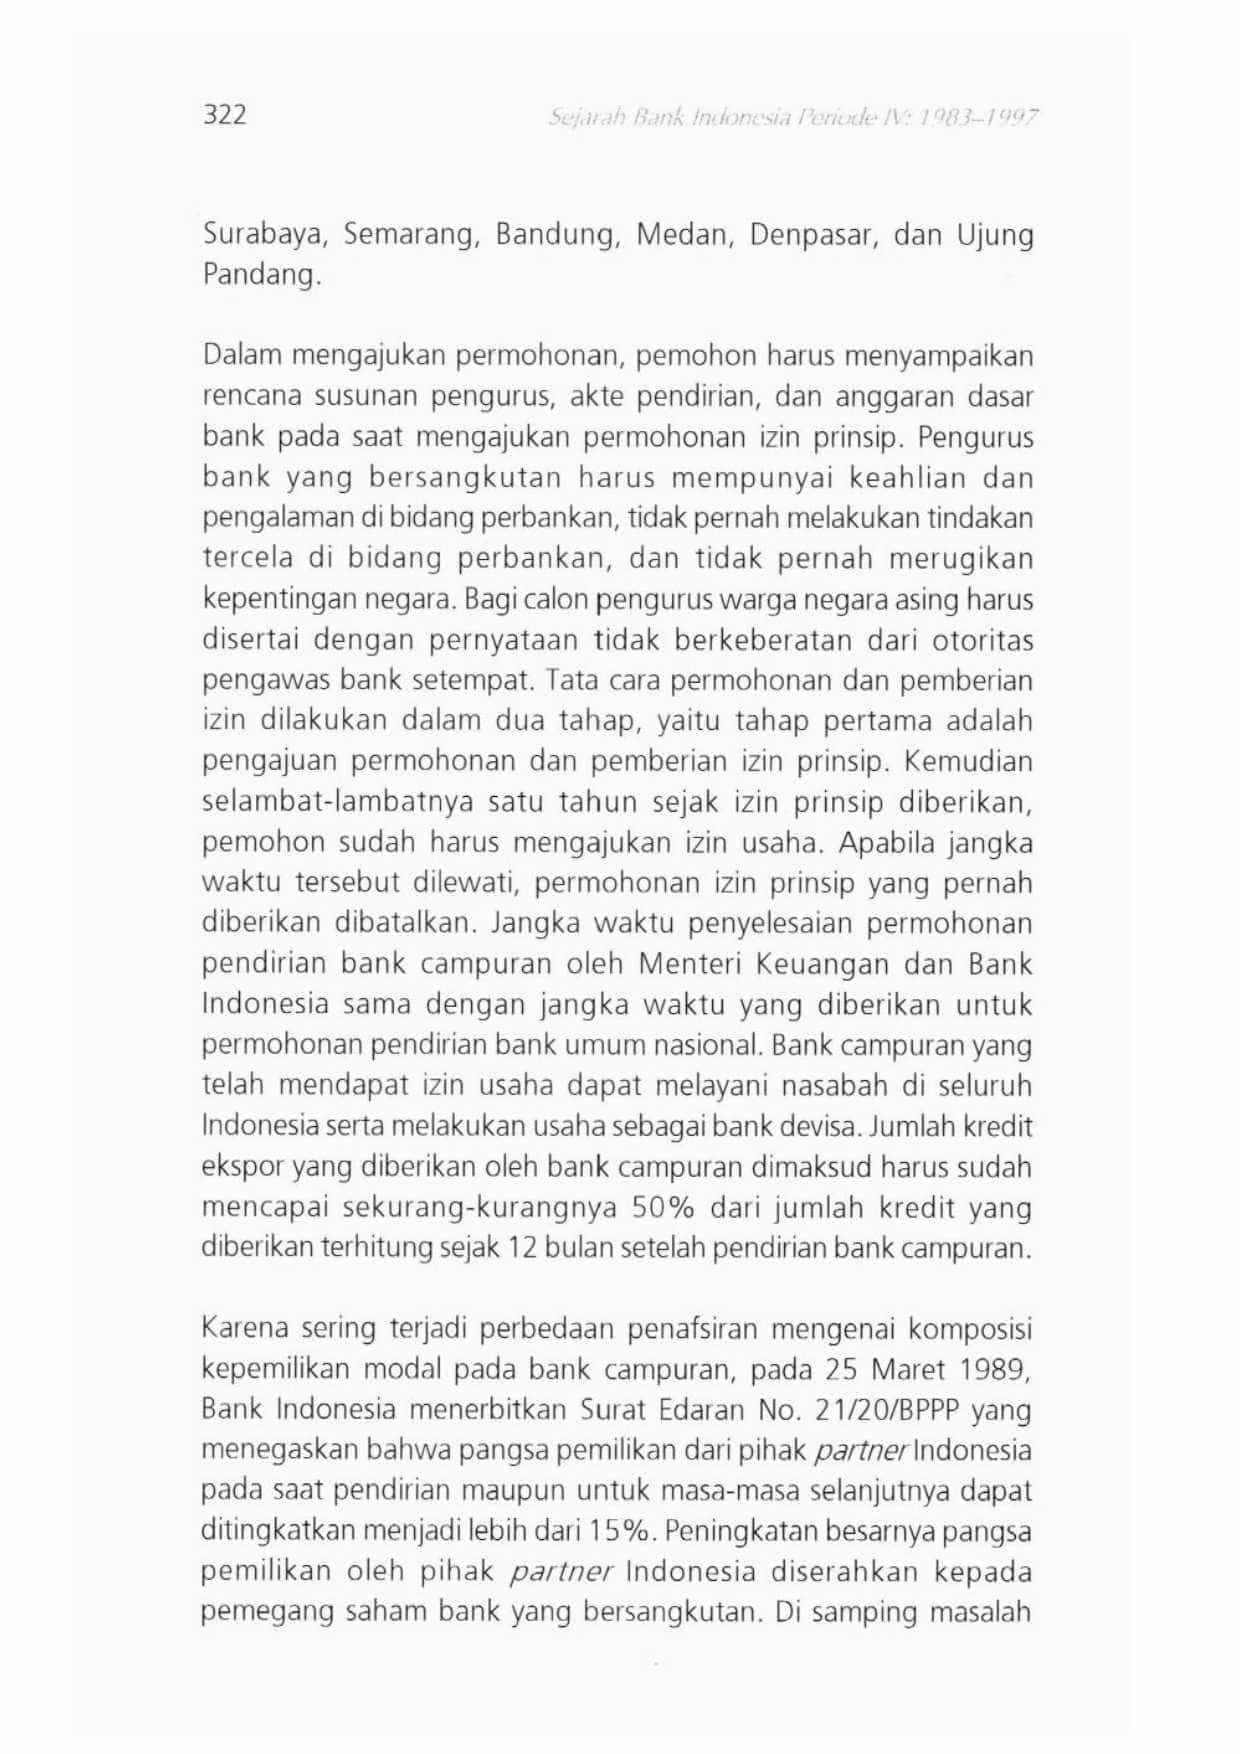 322
Sejarah Bank Indonesia Periode IV: 1983–1997
Surabaya, Semarang, Bandung, Medan, Denpasar, dan Ujung
Pandang.
Dalam mengajukan permohonan, pemohon harus menyampaikan
rencana susunan pengurus, akte pendirian, dan anggaran dasar
bank pada saat mengajukan permohonan izin prinsip. Pengurus
bank yang bersangkutan harus mempunyai keahlian dan
pengalaman di bidang perbankan, tidak pernah melakukan tindakan
tercela di bidang perbankan, dan tidak pernah merugikan
kepentingan negara. Bagi calon pengurus warga negara asing harus
disertai dengan pernyataan tidak berkeberatan dari otoritas
pengawas bank setempat. Tata cara permohonan dan pemberian
izin dilakukan dalam dua tahap, yaitu tahap pertama adalah
pengajuan permohonan dan pemberian izin prinsip. Kemudian
selambat-lambatnya satu tahun sejak izin prinsip diberikan,
pemohon sudah harus mengajukan izin usaha. Apabila jangka
waktu tersebut dilewati, permohonan izin prinsip yang pernah
diberikan dibatalkan. Jangka waktu penyelesaian permohonan
pendirian bank campuran oleh Menteri Keuangan dan Bank
Indonesia sama dengan jangka waktu yang diberikan untuk
permohonan pendirian bank umum nasional. Bank campuran yang
telah mendapat izin usaha dapat melayani nasabah di seluruh
Indonesia serta melakukan usaha sebagai bank devisa. Jumlah kredit
ekspor yang diberikan oleh bank campuran dimaksud harus sudah
mencapai sekurang-kurangnya 50% dari jumlah kredit yang
diberikan terhitung sejak 12 bulan setelah pendirian bank campuran.
Karena sering terjadi perbedaan penafsiran mengenai komposisi
kepemilikan modal pada bank campuran, pada 25 Maret 1989,
Bank Indonesia menerbitkan Surat Edaran No. 21/20/BPPP yang
menegaskan bahwa pangsa pemilikan dari pihak partner Indonesia
pada saat pendirian maupun untuk masa-masa selanjutnya dapat
ditingkatkan menjadi lebih dari 15%. Peningkatan besarnya pangsa
pemilikan oleh pihak partner Indonesia diserahkan kepada
pemegang saham bank yang bersangkutan. Di samping masalah